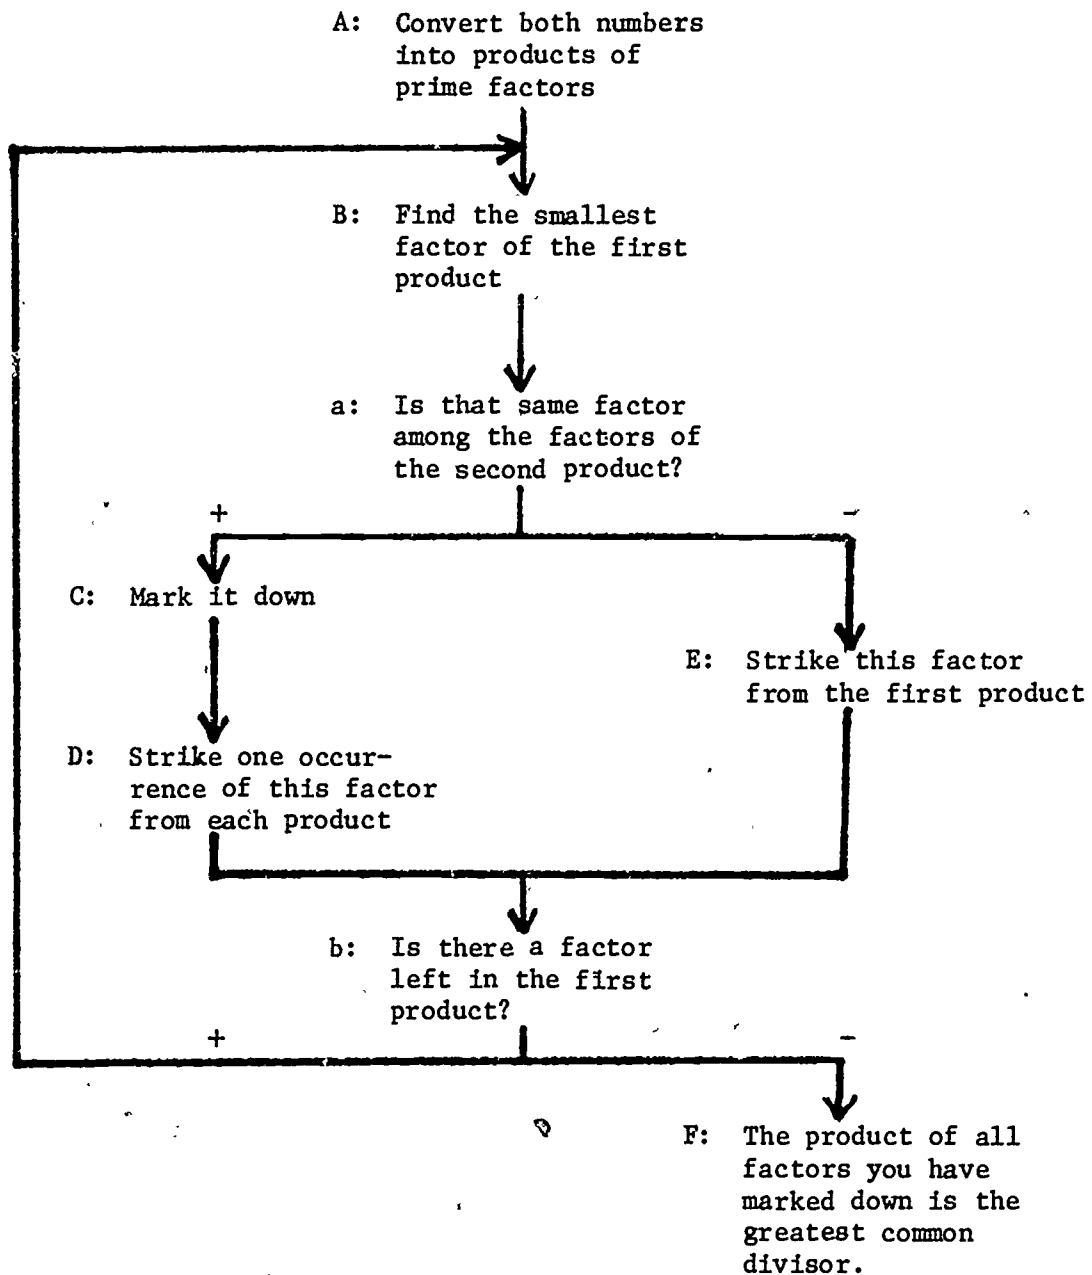 A: Convert both numbers
into products of
prime factors
B: Find the smallest
factor of the first
product
a: Is that same factor
among the factors of
the second product?
+
-
C: Mark it down
E: Strike this factor
from the first product
D: Strike one occur-
rence of this factor
from each product
b: Is there a factor
left in the first
product?
+
-
F: The product of all
factors you have
marked down is the
greatest common
divisor.